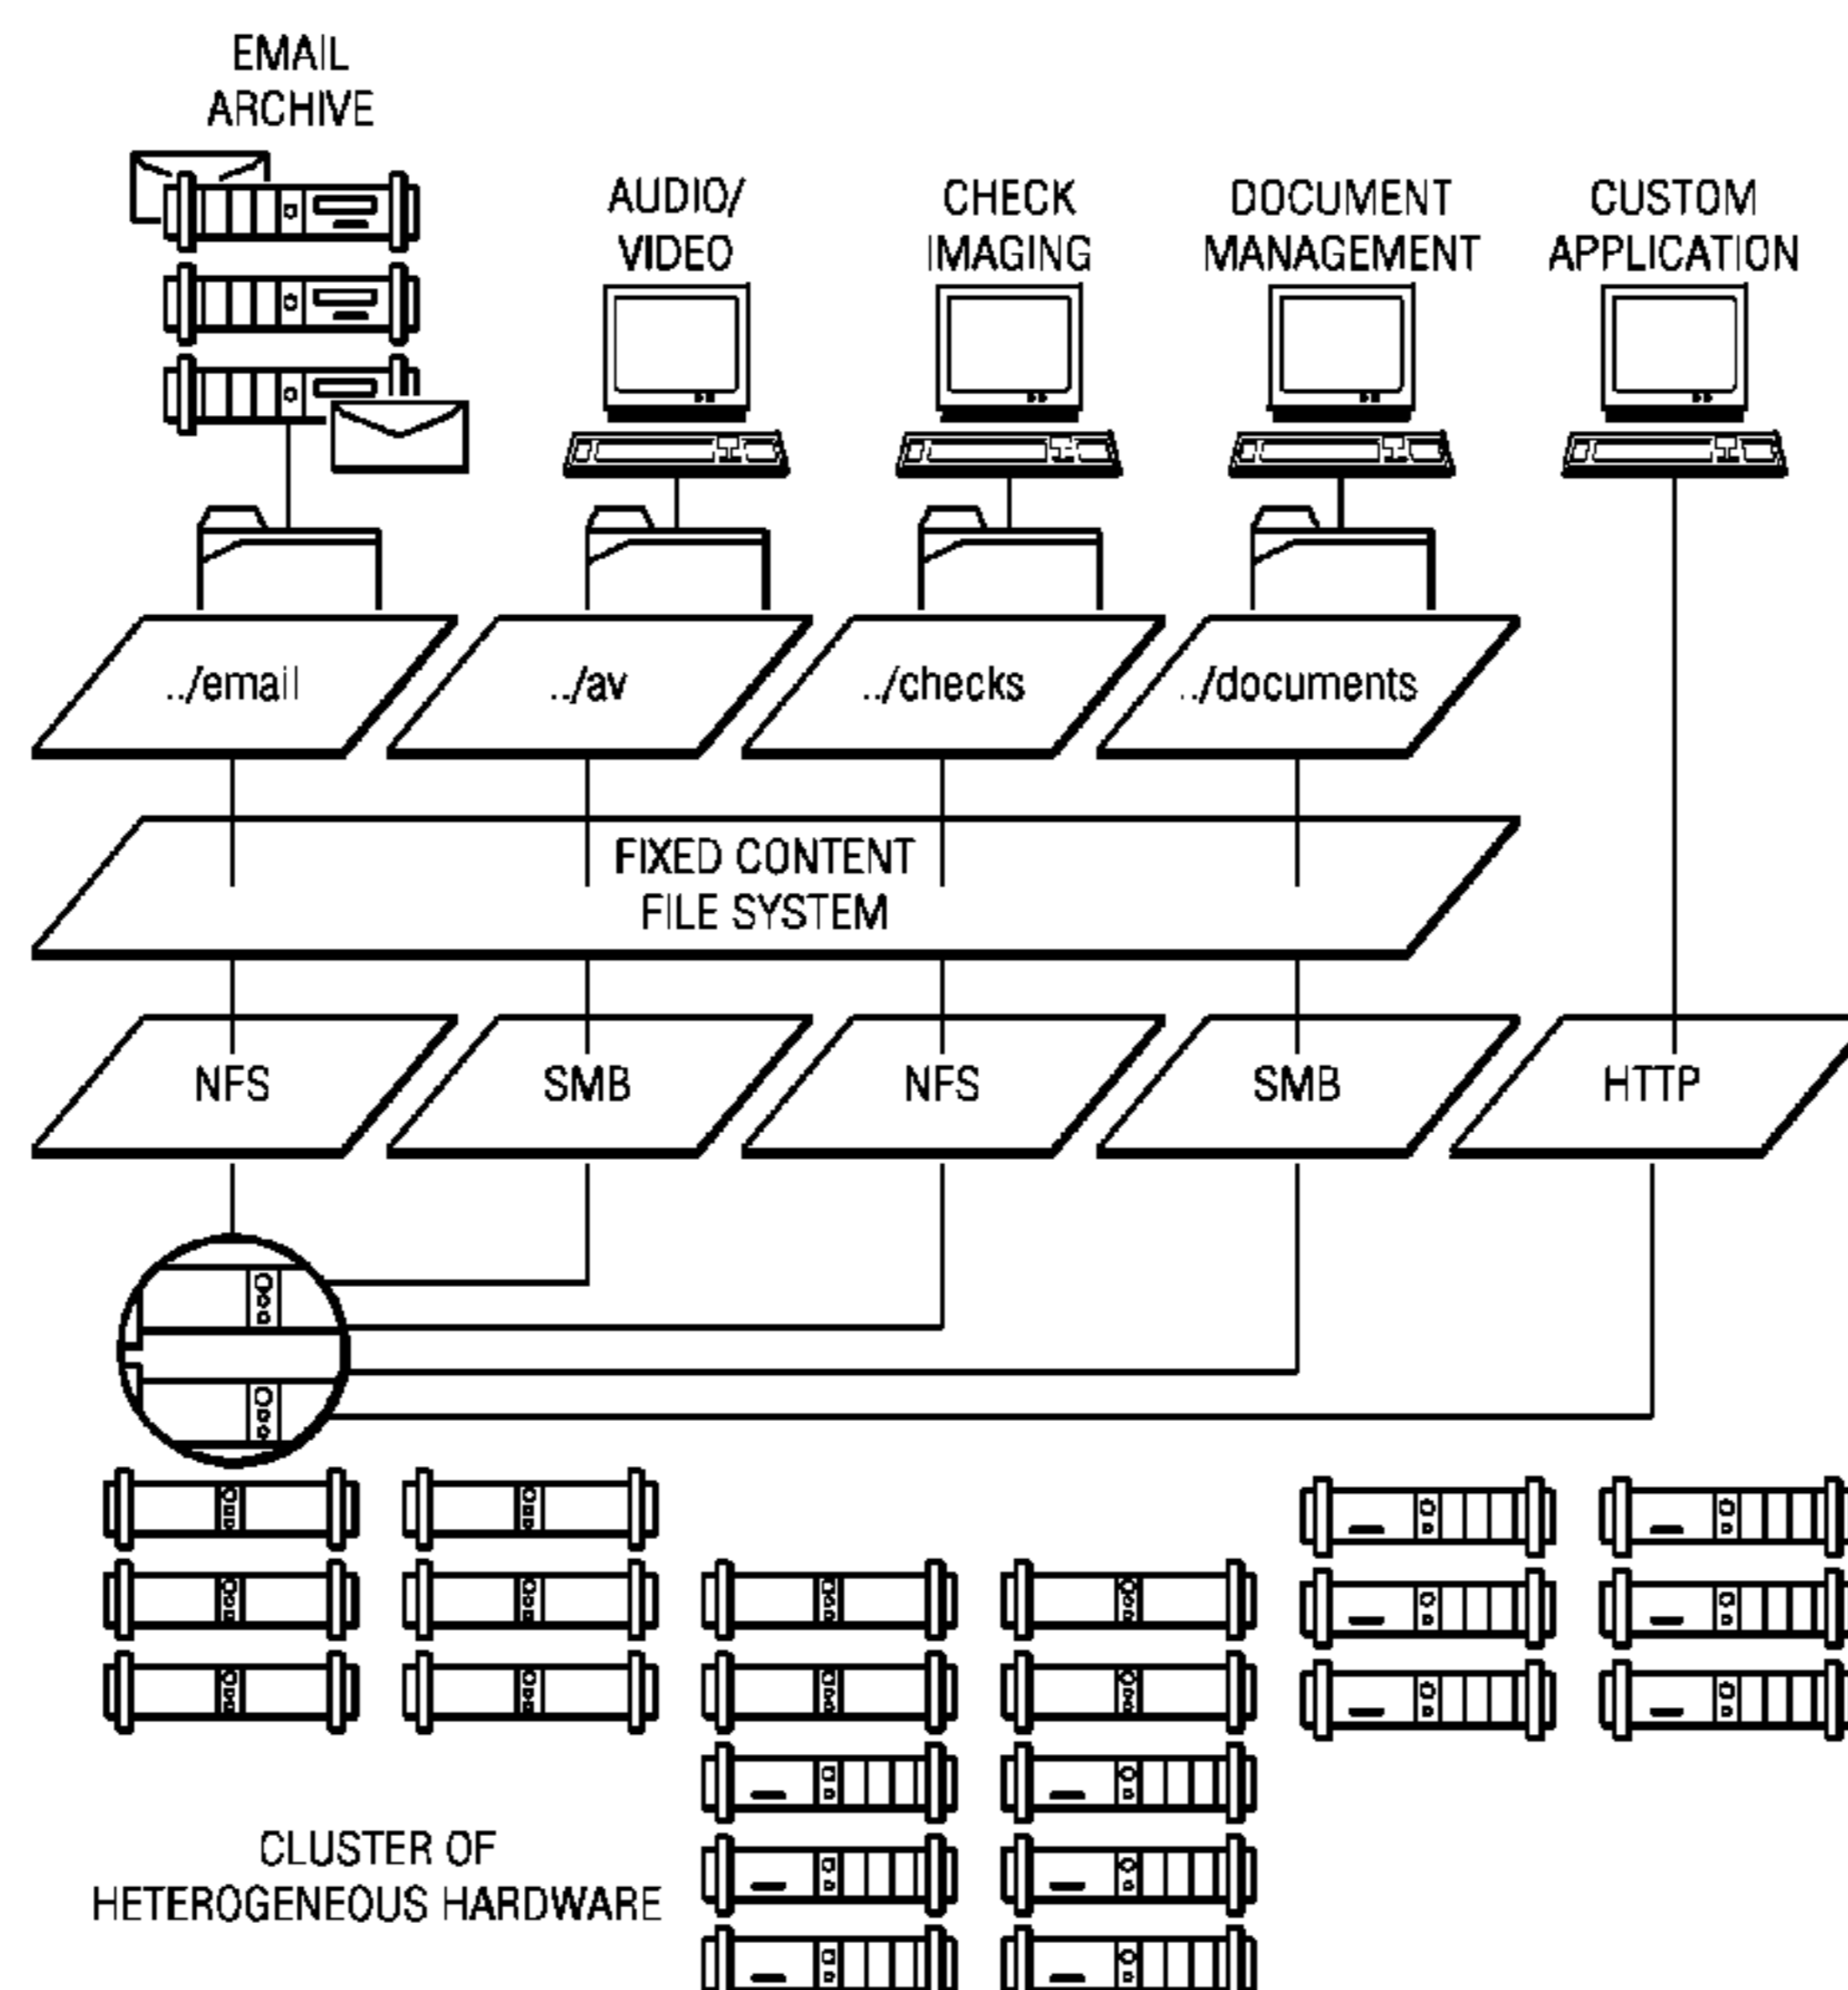 EMAIL
ARCHIVE
AUDIO/
VIDEO
CHECK
IMAGING
DOCUMENT
MANAGEMENT
CUSTOM
APPLICATION
../email
../av
../checks
../documents
FIXED CONTENT
FILE SYSTEM
NFS
SMB
NFS
SMB
HTTP
CLUSTER OF
HETEROGENEOUS HARDWARE